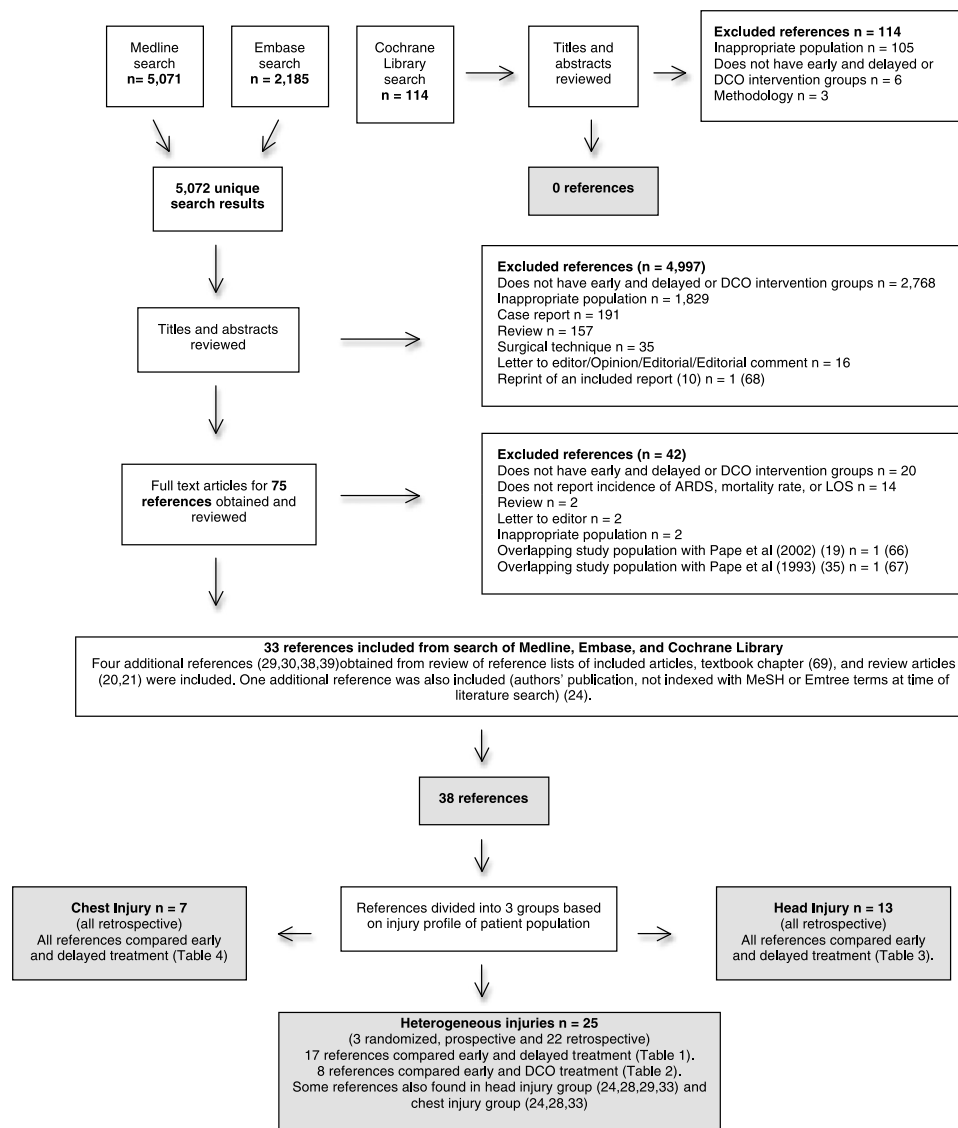 Medline
search
n= 5,071
Embase
search
n = 2,185
Cochrane
Library
search
n = 114
Titles and
abstracts
reviewed
Excluded references n = 114
Inappropriate population n = 105
Does not have early and delayed or
DCO intervention groups n = 6
Methodology n = 3
5,072 unique
search results
0 references
Titles and abstracts
reviewed
Excluded references (n = 4,997)
Does not have early and delayed or DCO intervention groups n = 2,768
Inappropriate population n = 1,829
Case report n = 191
Review n = 157
Surgical technique n = 35
Letter to editor/Opinion/Editorial/Editorial comment n = 16
Reprint of an included report (10) n = 1 (68)
Full text articles for 75
references obtained and
reviewed
Excluded references (n = 42)
Does not have early and delayed or DCO intervention groups n = 20
Does not report incidence of ARDS, mortality rate, or LOS n = 14
Review n = 2
Letter to editor n = 2
Inappropriate population n = 2
Overlapping study population with Pape et al (2002) (19) n = 1 (66)
Overlapping study population with Pape et al (1993) (35) n = 1 (67)
33 references included from search of Medline, Embase, and Cochrane Library
Four additional references (29,30,38,39)obtained from review of reference lists of included articles, textbook chapter (69), and review articles
(20,21) were included. One additional reference was also included (authors' publication, not indexed with MeSH or Emtree terms at time of
literature search) (24).
38 references
References divided into 3 groups based
on injury profile of patient population
Chest Injury n = 7
(all retrospective)
All references compared early
and delayed treatment (Table 4)
Head Injury n = 13
(all retrospective)
All references compared early
and delayed treatment (Table 3).
Heterogeneous injuries n = 25
(3 randomized, prospective and 22 retrospective)
17 references compared early and delayed treatment (Table 1).
8 references compared early and DCO treatment (Table 2).
Some references also found in head injury group (24,28,29,33) and
chest injury group (24,28,33)